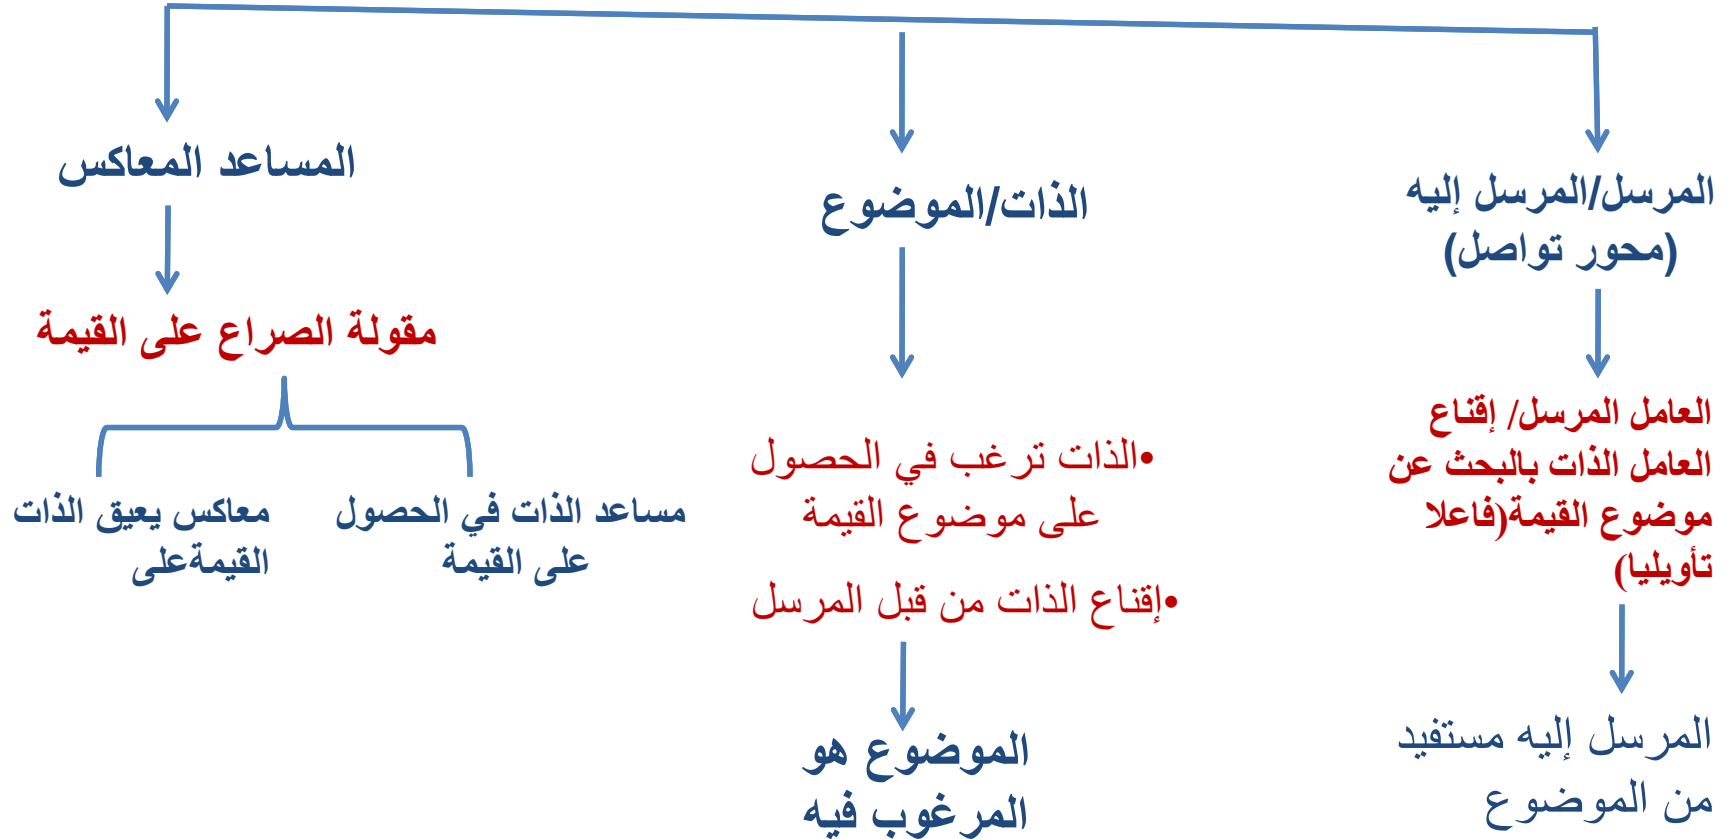 المرسل/المرسل إليه
(محور تواصل)
العامل المرسل/ إقناع
العامل الذات بالبحث عن
موضوع القيمة(فاعلا
تأويليا)
المرسل إليه مستفيد
من الموضوع
الذات/الموضوع
•الذات ترغب في الحصول
على موضوع القيمة
•إقناع الذات من قبل المرسل
الموضوع هو
المرغوب فيه
المساعد المعاكس
مقولة الصراع على القيمة
مساعد الذات في الحصول
على القيمة
معاكس يعيق الذات
القيمةعلى